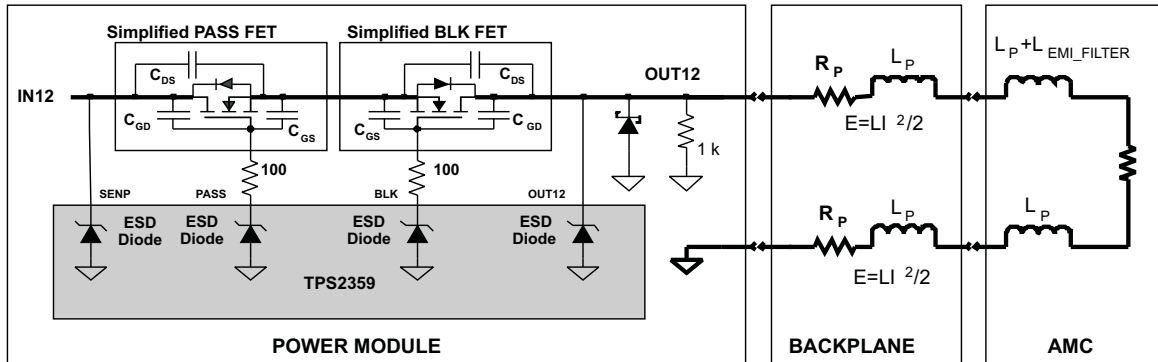 Simplified PASS FET
Simplified BLK FET
IN12
C DS
C GD
C GS
C DS
C GS
C GD
OUT12
100
100
1 k
SENP
PASS
BLK
OUT12
ESD
Diode
ESD
Diode
ESD
Diode
ESD
Diode
TPS2359
POWER MODULE
R P
L P
E=LI 2/2
R P
L P
E=LI 2/2
BACKPLANE
L P +L EMI_FILTER
L P
AMC